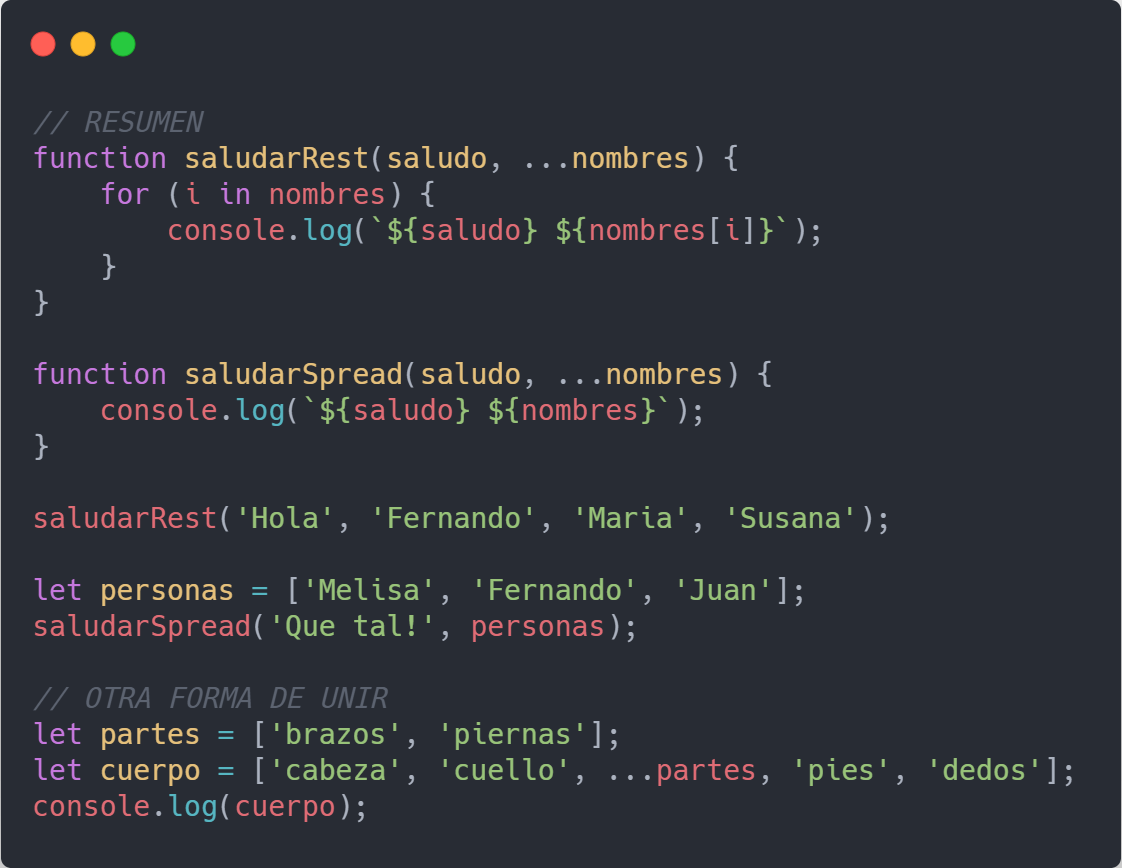 // RESUMEN
function saludarRest(saludo, ...nombres) {
    for (i in nombres) {
        console.log(`${saludo} ${nombres[i]}`);
    }
}

function saludarSpread(saludo, ...nombres) {
    console.log(`${saludo} ${nombres}`);
}

saludarRest('Hola', 'Fernando', 'Maria', 'Susana');

let personas = ['Melisa', 'Fernando', 'Juan'];
saludarSpread('Que tal!', personas);

// OTRA FORMA DE UNIR
let partes = ['brazos', 'piernas'];
let cuerpo = ['cabeza', 'cuello', ...partes, 'pies', 'dedos'];
console.log(cuerpo);